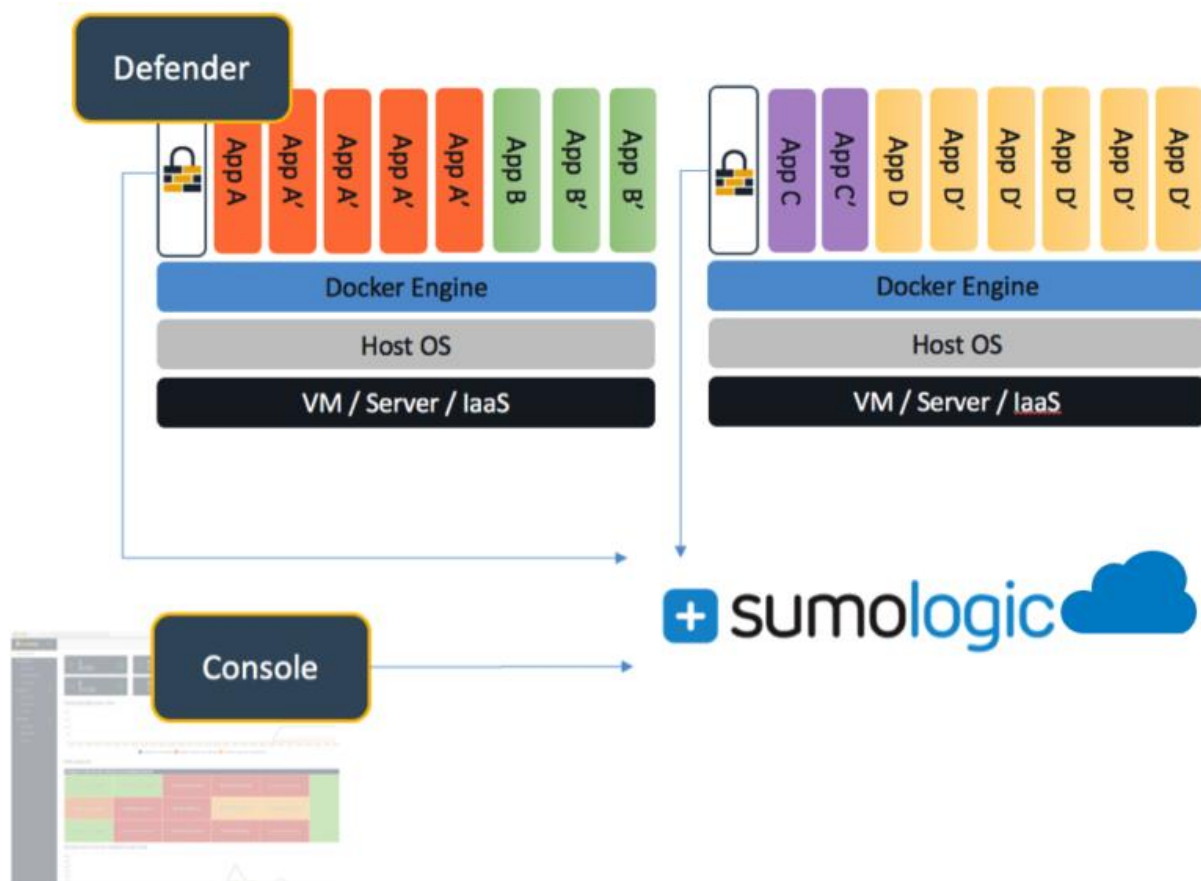 Defender
App A
App A'
App A'
App A'
App A'
App B
App B'
App B'
App C
App C'
App D
App D'
App D'
App D'
App D'
App D'
Docker Engine
Docker Engine
Host OS
Host OS
VM / Server / IaaS
VM / Server / IaaS
+ sumologic
Console